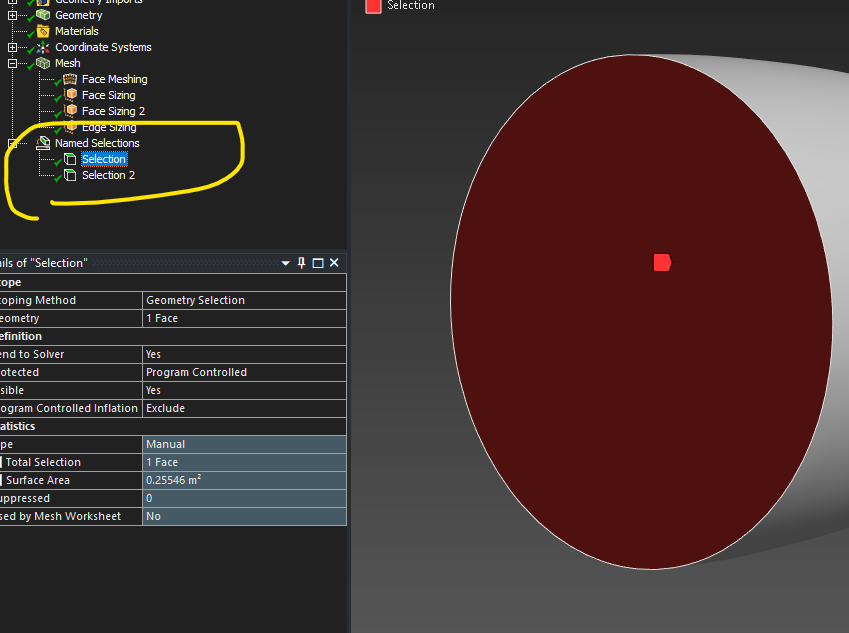 Geometry Imports
Geometry
Materials
Coordinate Systems
Mesh
Face Meshing
Face Sizing
Face Sizing 2
Edge Sizing
Named Selections
Selection
Selection 2
ils of "Selection"
ope
oping Method Geometry Selection
eometry 1 Face
efinition
end to Solver Yes
otected Program Controlled
sible Yes
ogram Controlled Inflation Exclude
atistics
pe Manual
Total Selection 1 Face
Surface Area 0.25546 m²
uppressed 0
sed by Mesh Worksheet No
Selection